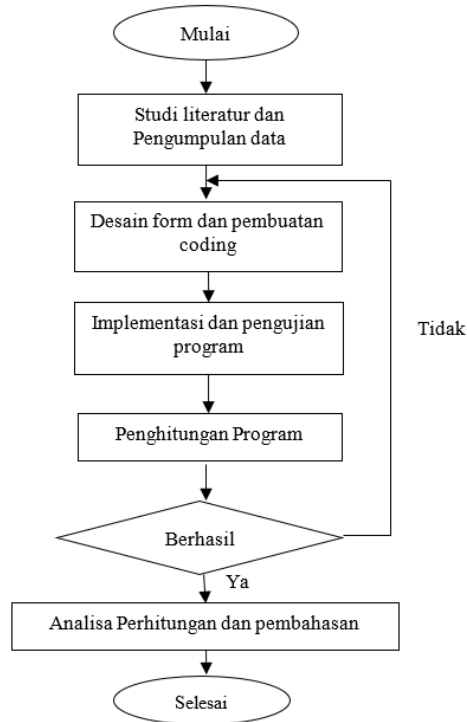 Mulai
Studi literatur dan
Pengumpulan data
Desain form dan pembuatan
coding
Implementasi dan pengujian
program
Tidak
Penghitungan Program
Berhasil
Ya
Analisa Perhitungan dan pembahasan
Selesai